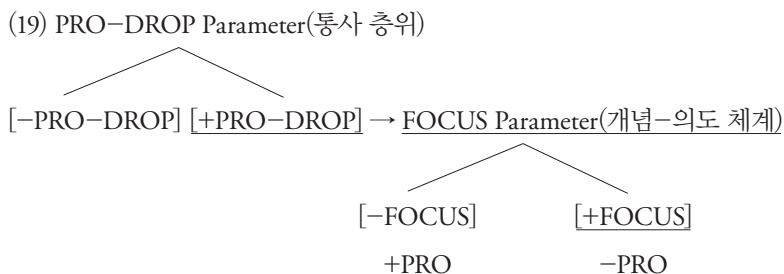 (19) PRO−DROP Parameter(통사 층위)
[−PRO−DROP] [+PRO−DROP] → FOCUS Parameter(개념−의도 체계)
[−FOCUS] [+FOCUS]
+PRO −PRO